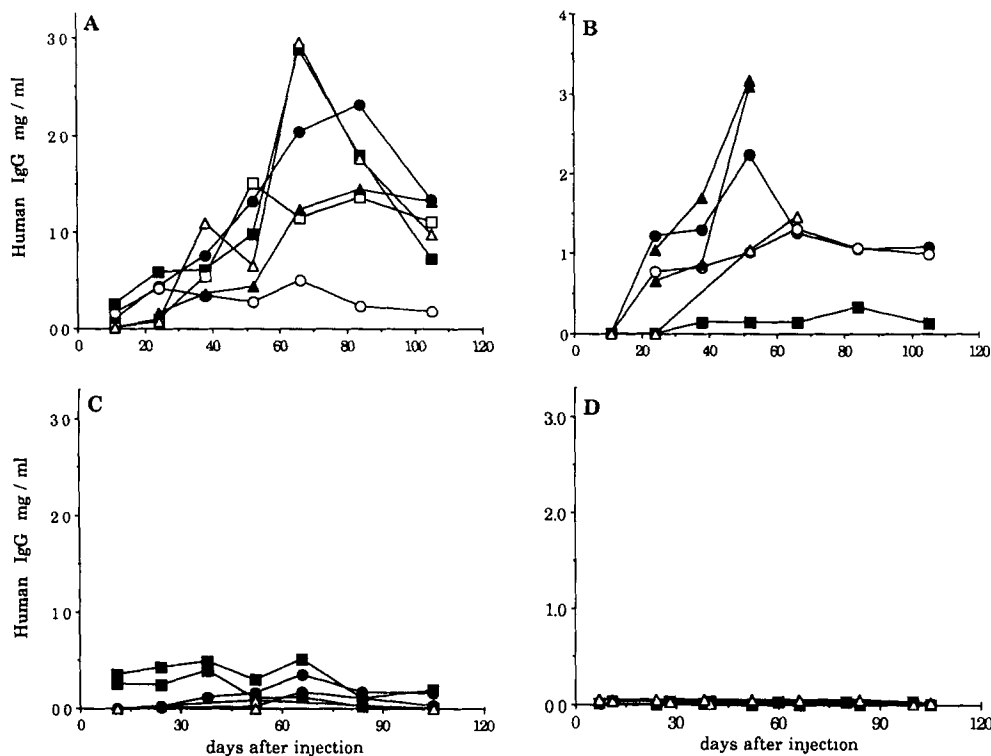 A
Human IgG mg / ml
3 0
2 0
1 0
0 0
0 20 40 60 80 100 120
B
4
3
2
1
0
0 20 40 60 80 100 120
C
Human IgG mg / ml
3 0
2 0
1 0
0 0
0 30 60 90 120
days after injection
D
3.0
2.0
1.0
0.0
0 30 60 90 120
days after injection